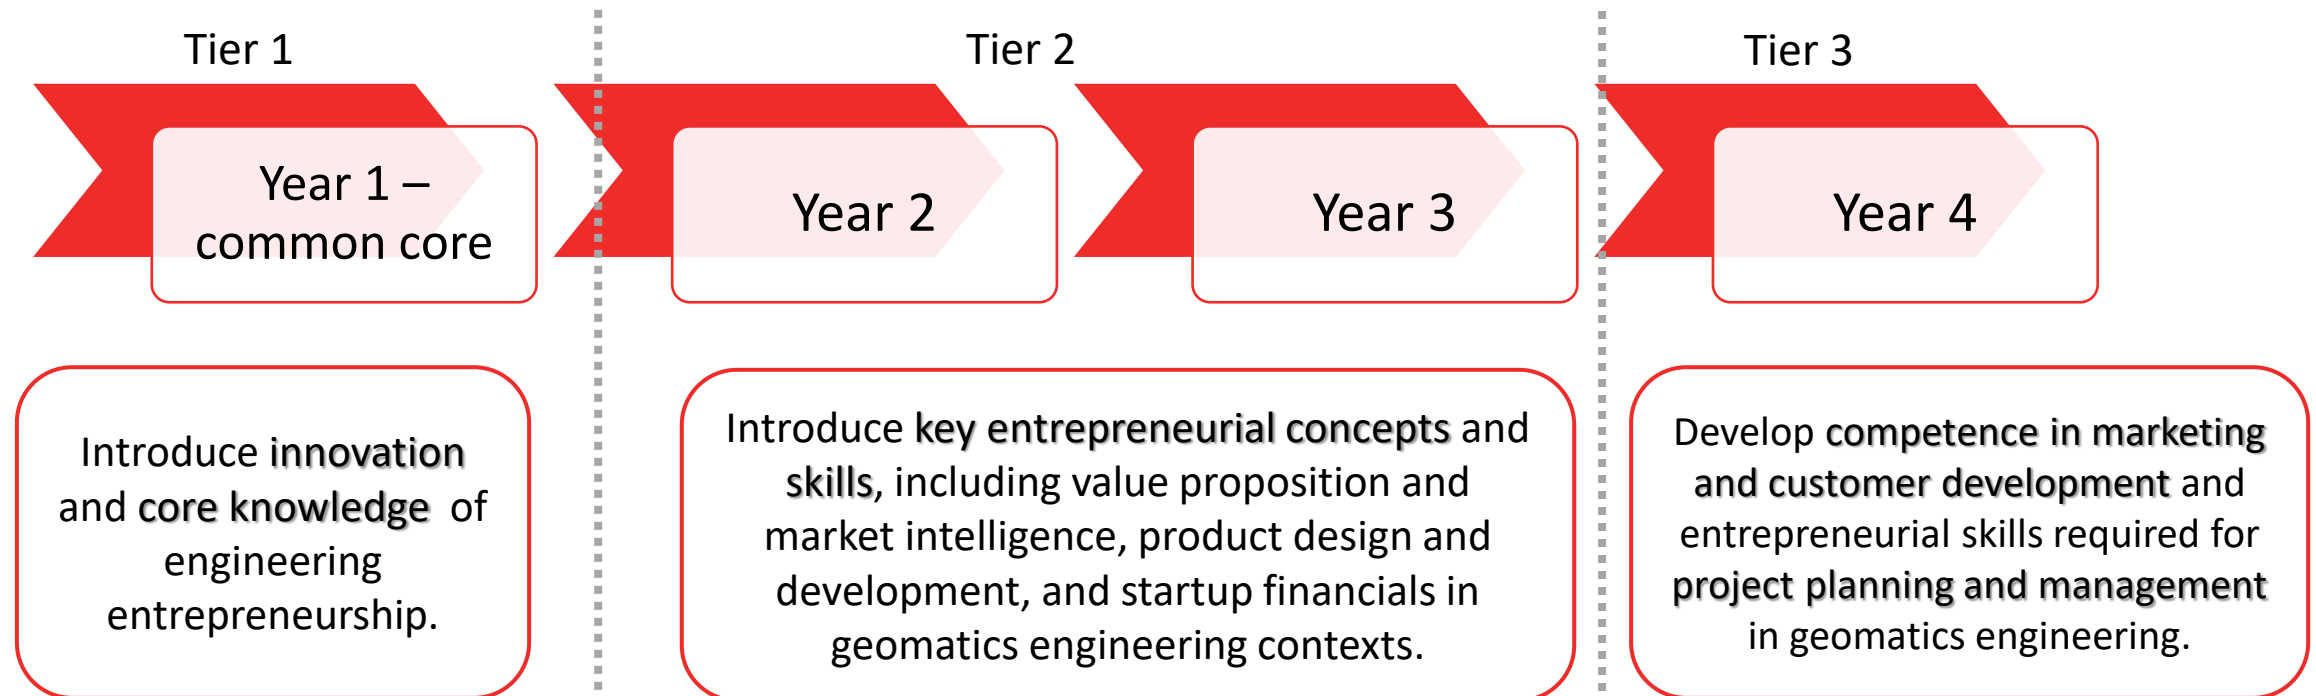 Tier 1
Tier 2
Tier 3
Year 1 –
common core
Year 2
Year 3
Year 4
Introduce innovation
and core knowledge of
engineering
entrepreneurship.
Introduce key entrepreneurial concepts and
skills, including value proposition and
market intelligence, product design and
development, and startup financials in
geomatics engineering contexts.
Develop competence in marketing
and customer development and
entrepreneurial skills required for
project planning and management
in geomatics engineering.